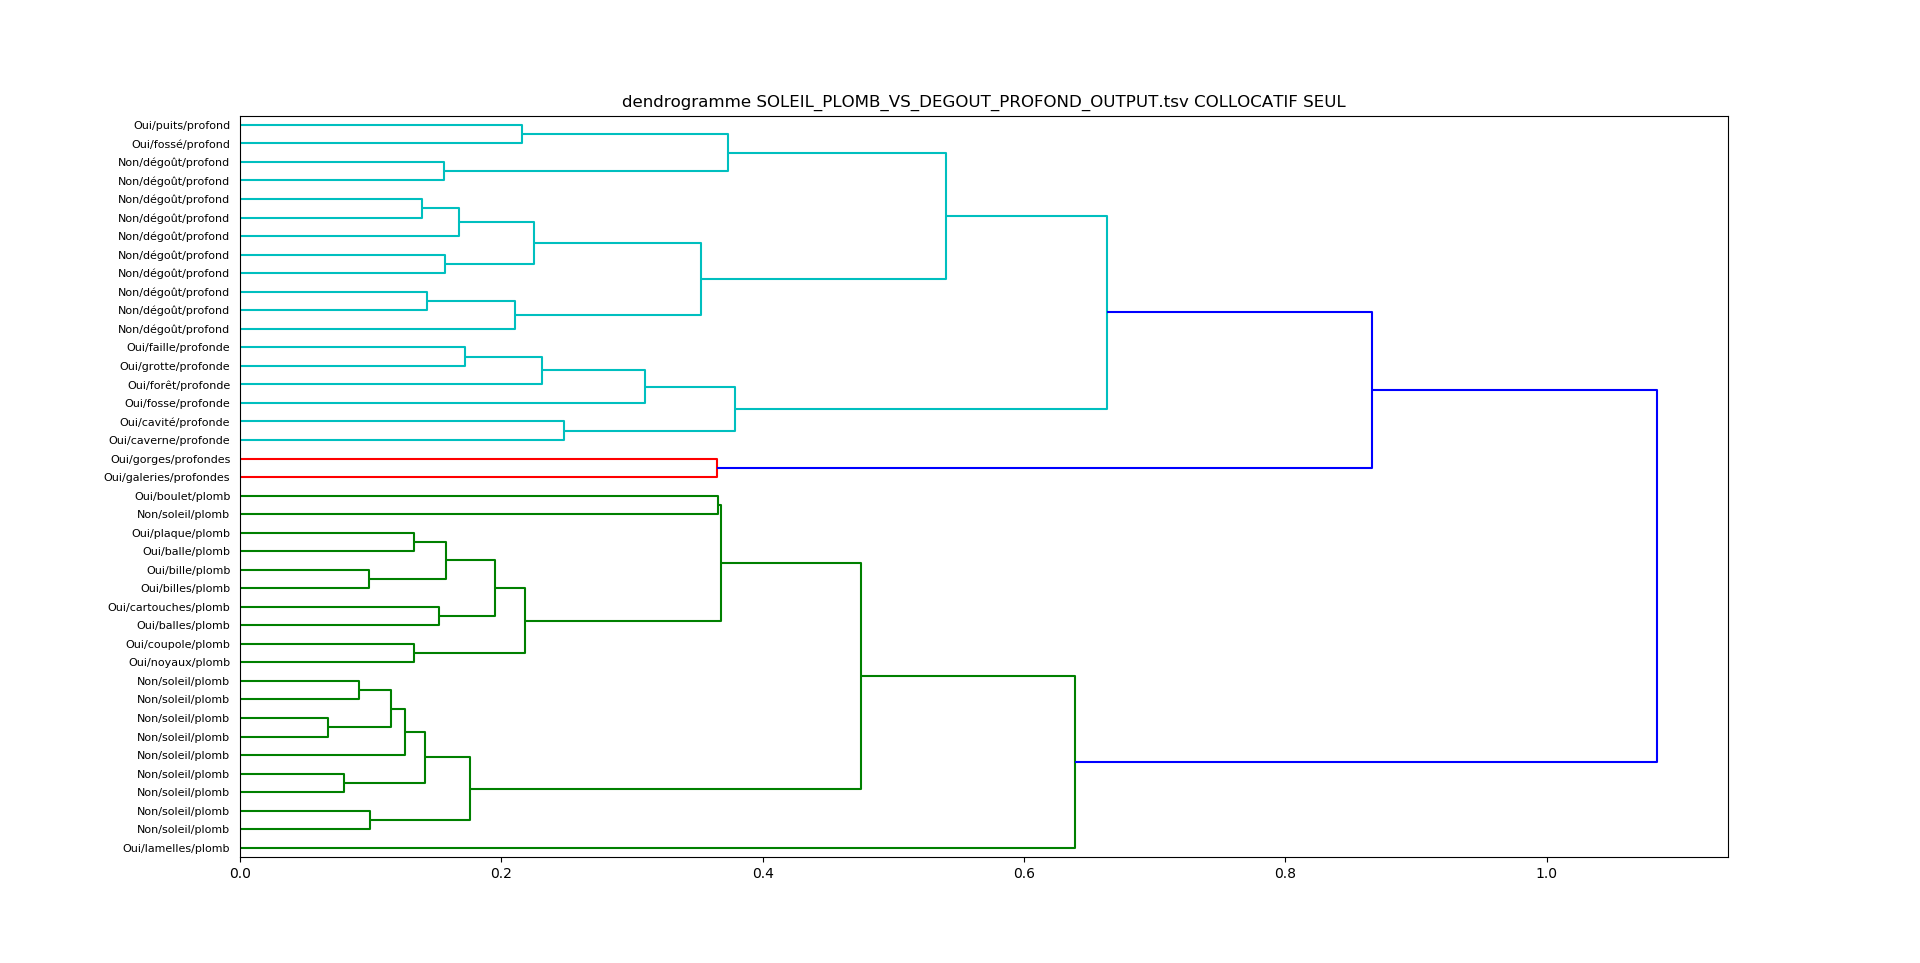 dendrogramme SOLEIL_PLOMB_VS_DEGOUT_PROFOND_OUTPUT.tsv COLLOCATIF SEUL
Oui/puits/profond
Oui/fossé/profond
Non/dégoût/profond
Non/dégoût/profond
Non/dégoût/profond
Non/dégoût/profond
Non/dégoût/profond
Non/dégoût/profond
Non/dégoût/profond
Non/dégoût/profond
Non/dégoût/profond
Non/dégoût/profond
Oui/faille/profonde
Oui/grotte/profonde
Oui/forêt/profonde
Oui/fosse/profonde
Oui/cavité/profonde
Oui/caverne/profonde
Oui/gorges/profondes
Oui/galeries/profondes
Oui/boulet/plomb
Non/soleil/plomb
Oui/plaque/plomb
Oui/balle/plomb
Oui/bille/plomb
Oui/billes/plomb
Oui/cartouches/plomb
Oui/balles/plomb
Oui/coupole/plomb
Oui/noyaux/plomb
Non/soleil/plomb
Non/soleil/plomb
Non/soleil/plomb
Non/soleil/plomb
Non/soleil/plomb
Non/soleil/plomb
Non/soleil/plomb
Non/soleil/plomb
Non/soleil/plomb
Oui/lamelles/plomb
0.0 0.2 0.4 0.6 0.8 1.0